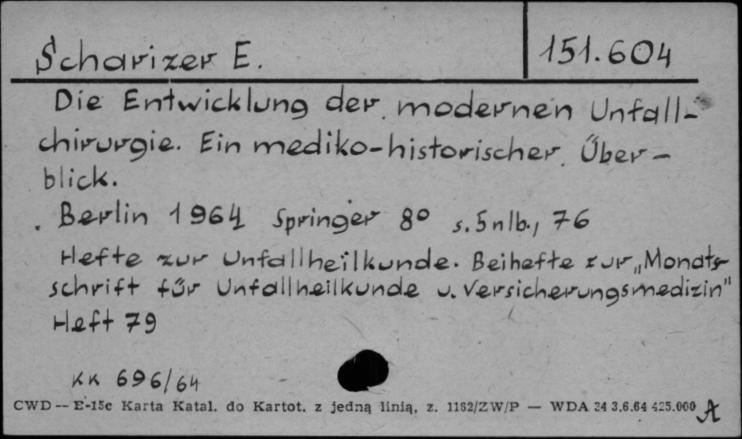 Scharizer E.
151.604
Die Entwicklung der modernen Unfall-
chirurgie. Ein mediko-historischer Über-
blick.
Berlin 1964 Springer 8° s. 5 nlb., 76
Hefte zur Unfallheilkunde. Beihefte zur „Monats-
schrift für Unfallheilkunde u. Versicherungsmedizin"
Heft 79
KK 696/64
CWD — E-15c Karta Katal. do Kartot. z jedną linią, z. 1162/ZW/P — WDA 24 3.6.64 425.000 A